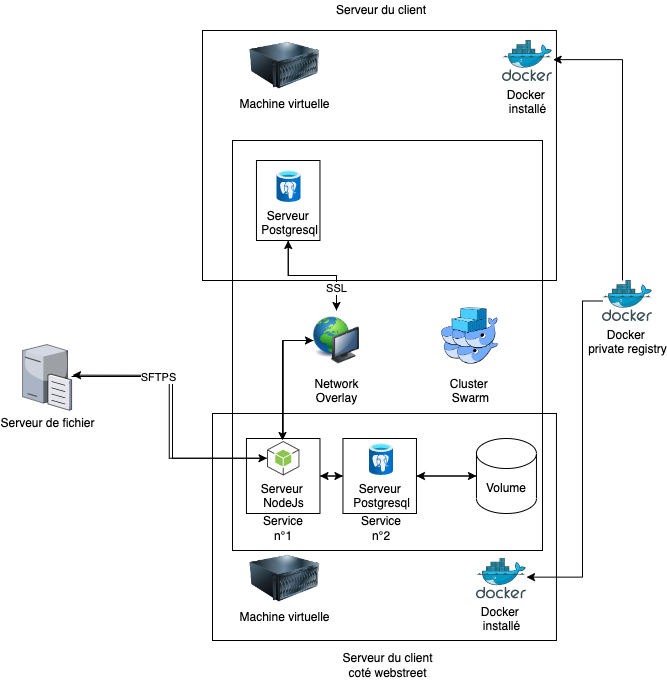 Serveur du client
Machine virtuelle
docker
Docker
installé
Serveur
Postgresql
SSL
docker
Docker
private registry
Network
Overlay
Cluster
Swarm
SFTPS
Serveur de fichier
Serveur
NodeJs
Service
n°1
Serveur
Postgresql
Service
n°2
Volume
Machine virtuelle
docker
Docker
installé
Serveur du client
coté webstreet